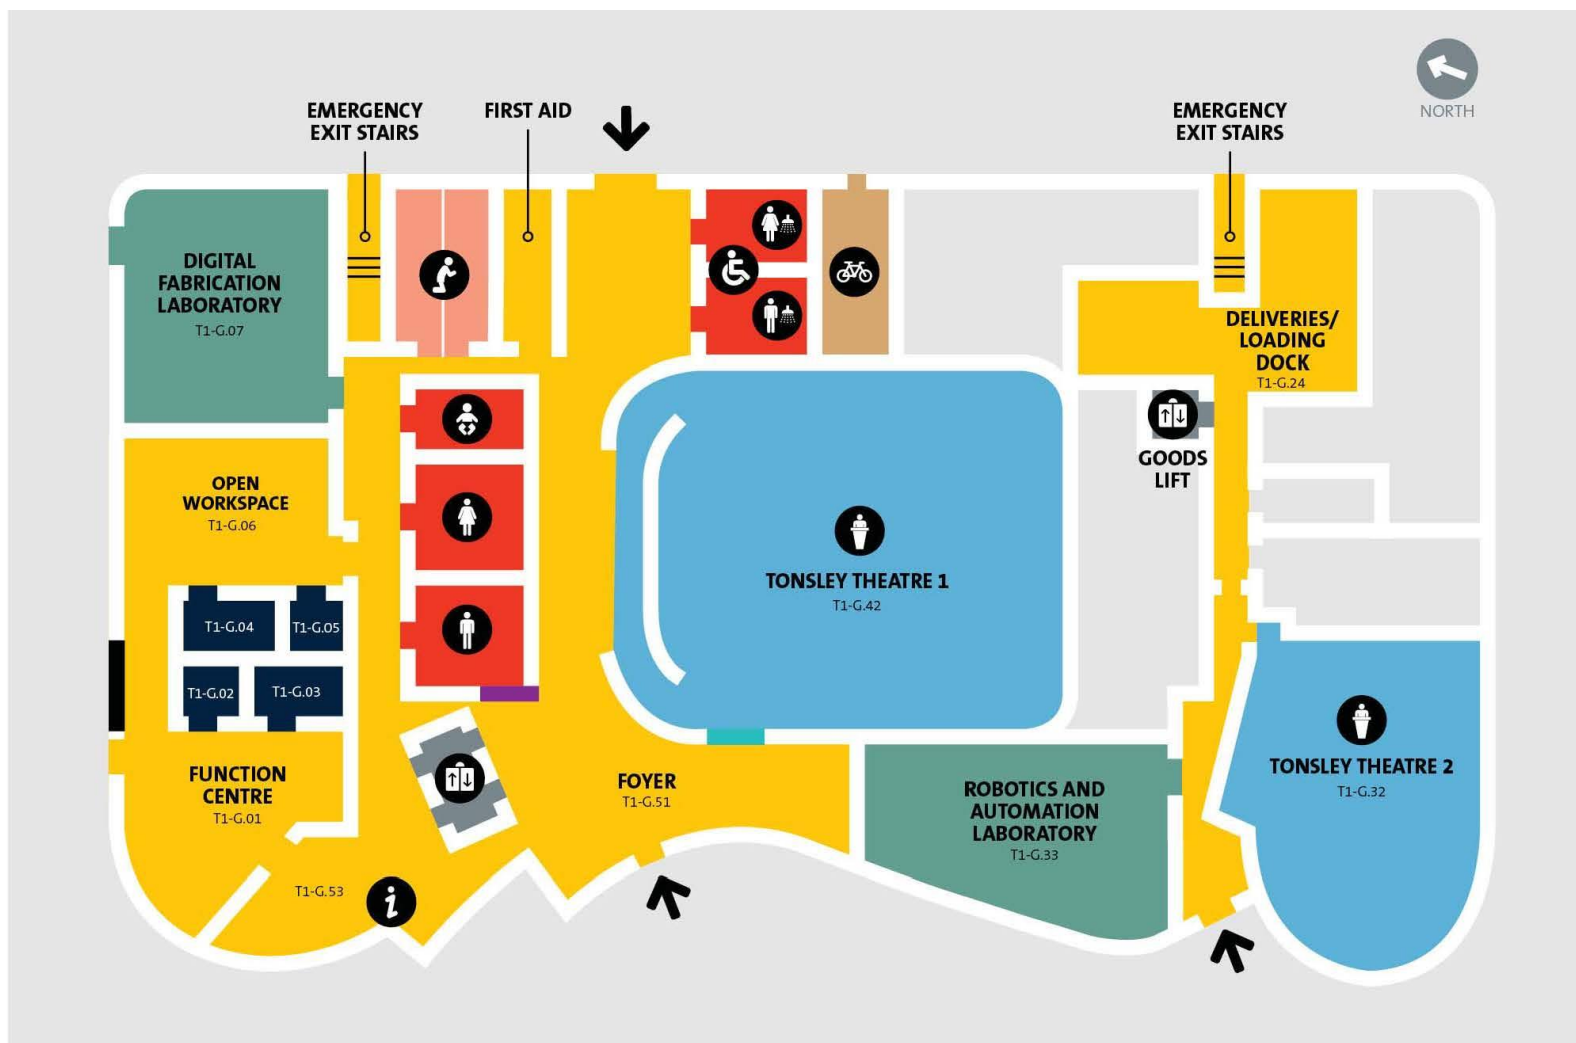 NORTH
EMERGENCY
EXIT STAIRS
FIRST AID
EMERGENCY
EXIT STAIRS
DIGITAL
FABRICATION
LABORATORY
T1-G.07
DELIVERIES/
LOADING
DOCK
T1-G.24
GOODS
LIFT
OPEN
WORKSPACE
T1-G.06
TONSLEY THEATRE 1
T1-G.42
T1-G.04
T1-G.05
T1-G.02
T1-G.03
FUNCTION
CENTRE
T1-G.01
FOYER
T1-G.51
ROBOTICS AND
AUTOMATION
LABORATORY
T1-G.33
TONSLEY THEATRE 2
T1-G.32
T1-G.53
i